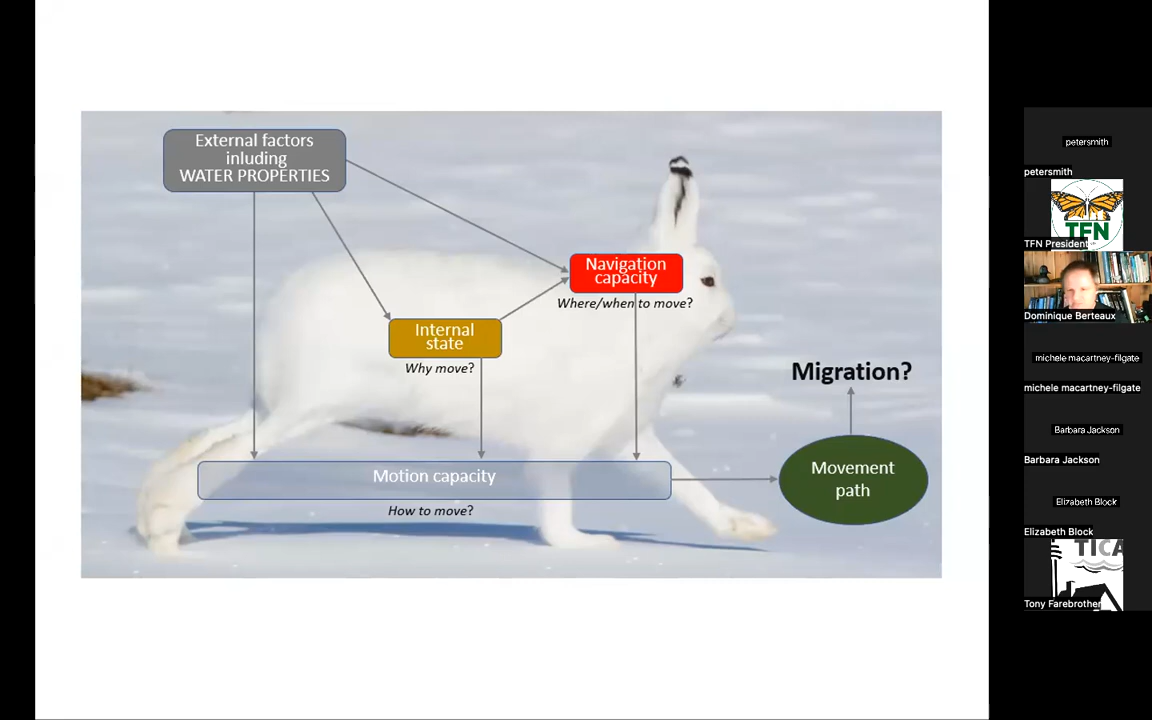 External factors
inluding
WATER PROPERTIES
Navigation
capacity
Where/when to move?
Internal
state
Why move?
Migration?
Motion capacity
How to move?
Movement
path
petersmith
petersmith
TFN
TFN President
Dominique Berteaux
michele macartney-filgate
michele macartney-filgate
Barbara Jackson
Barbara Jackson
Elizabeth Block
Elizabeth Block
TICA
Tony Farebrother